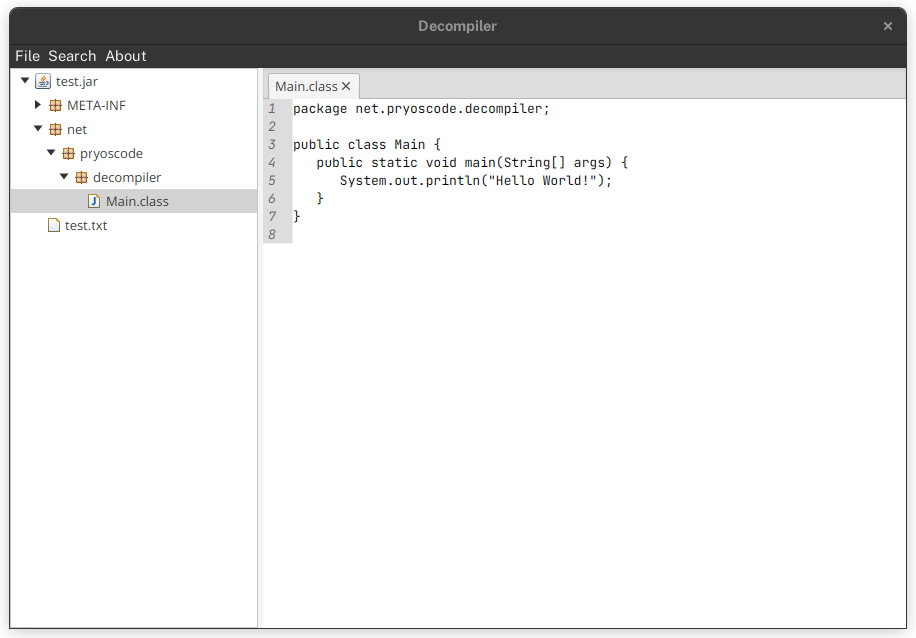 Decompiler
File Search About
test.jar
META-INF
net
pryoscode
decompiler
Main.class
test.txt
Main.class
1 package net.pryoscode.decompiler;
2
3 public class Main {
4    public static void main(String[] args) {
5       System.out.println("Hello World!");
6    }
7 }
8